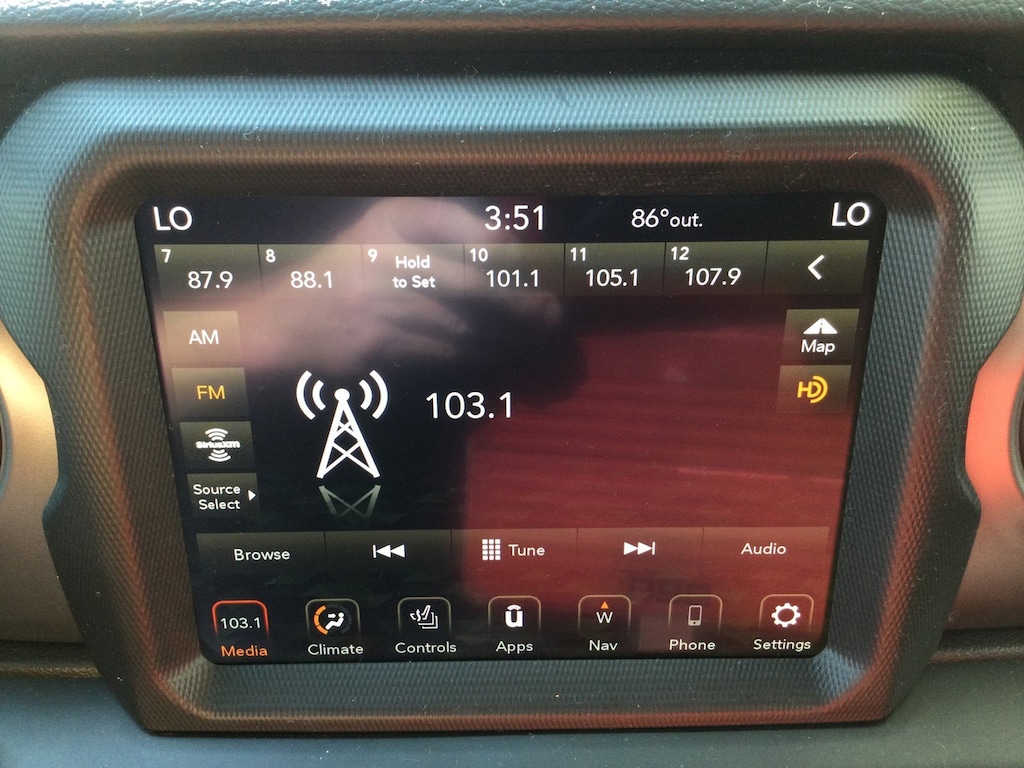 LO 3:51 86°out. LO
7 8 9 10 11 12
87.9 88.1 Hold to Set 101.1 105.1 107.9
AM
Map
FM
HD
103.1
SiriusXM
Source
Select
Browse Tune Audio
103.1 W
Media Climate Controls Apps Nav Phone Settings